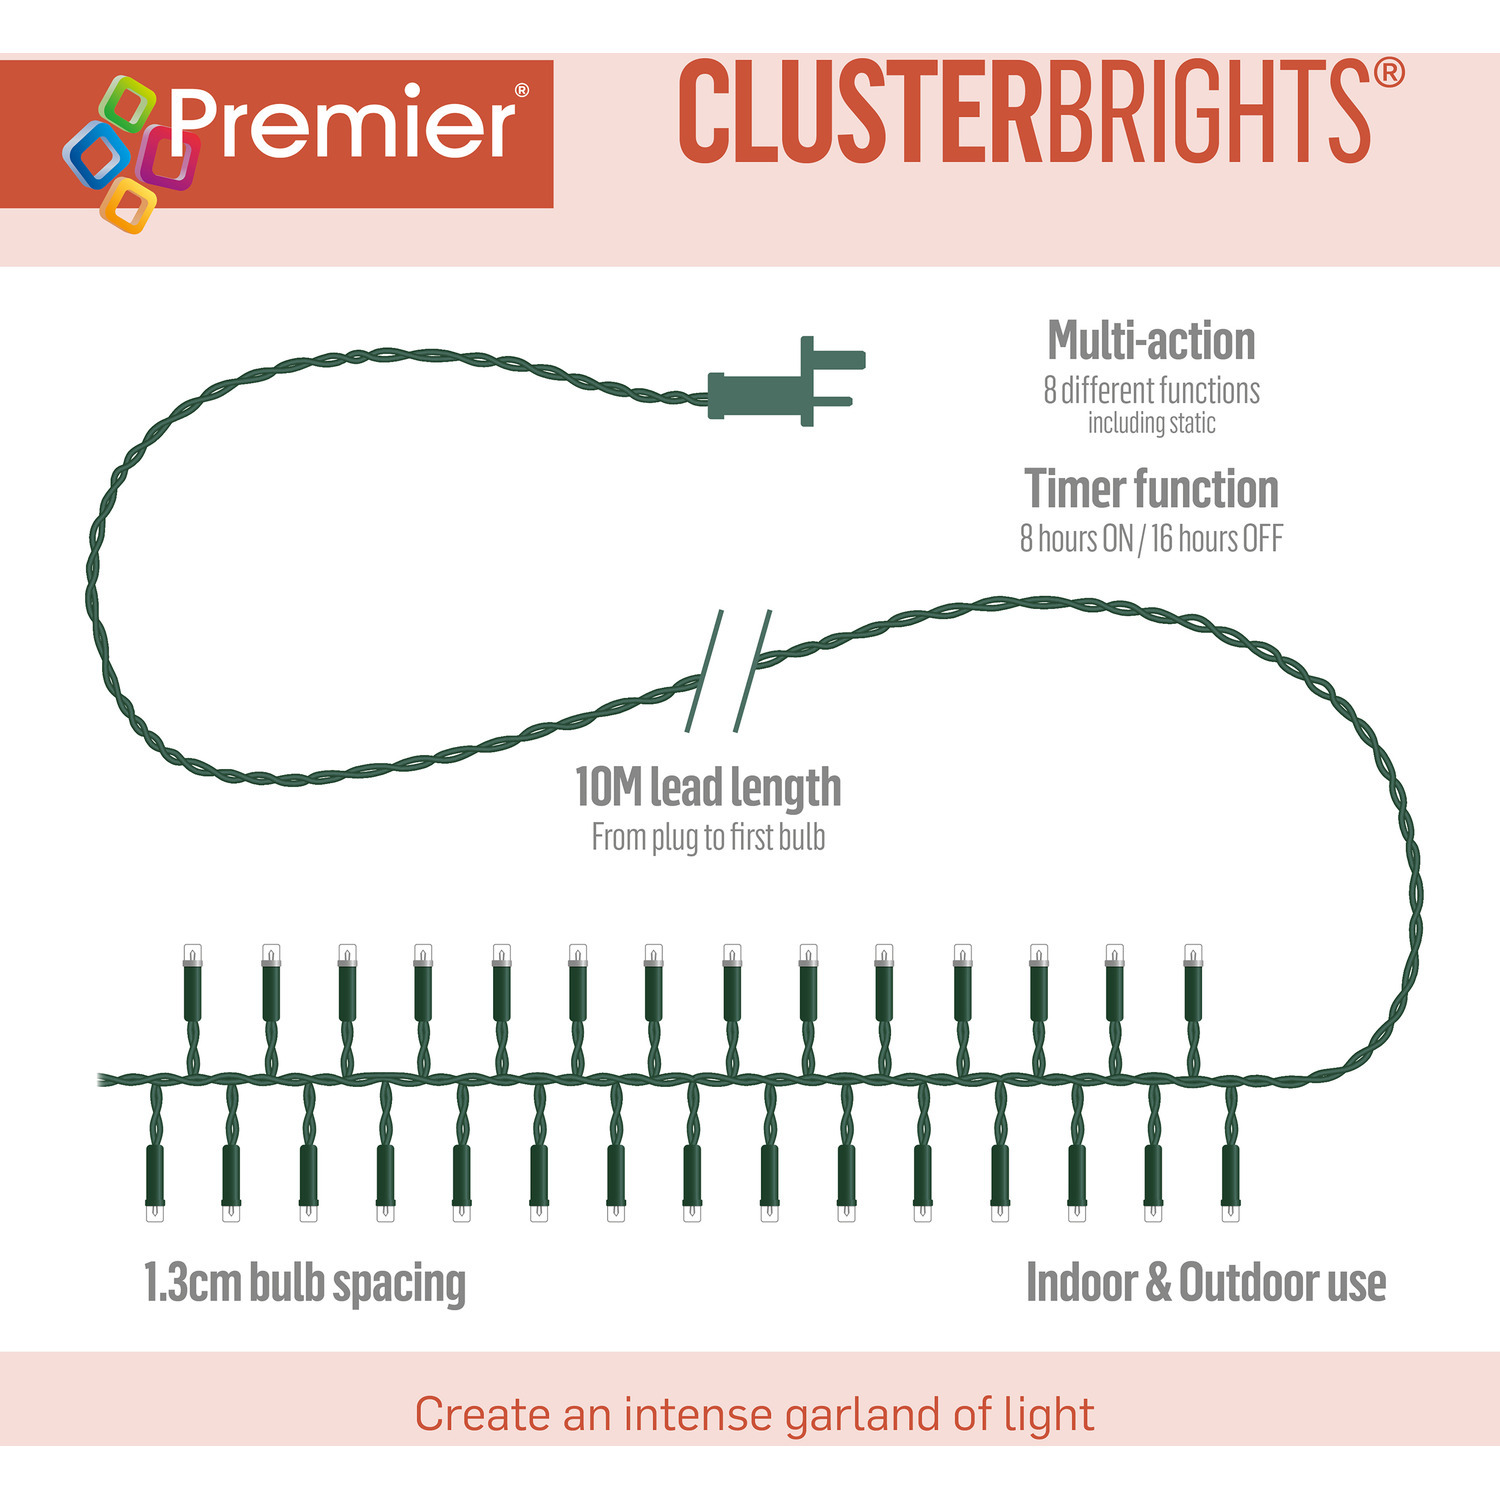 Premier®
CLUSTERBRIGHTS®
Multi-action
8 different functions
including static
Timer function
8 hours ON / 16 hours OFF
10M lead length
From plug to first bulb
1.3cm bulb spacing
Indoor & Outdoor use
Create an intense garland of light